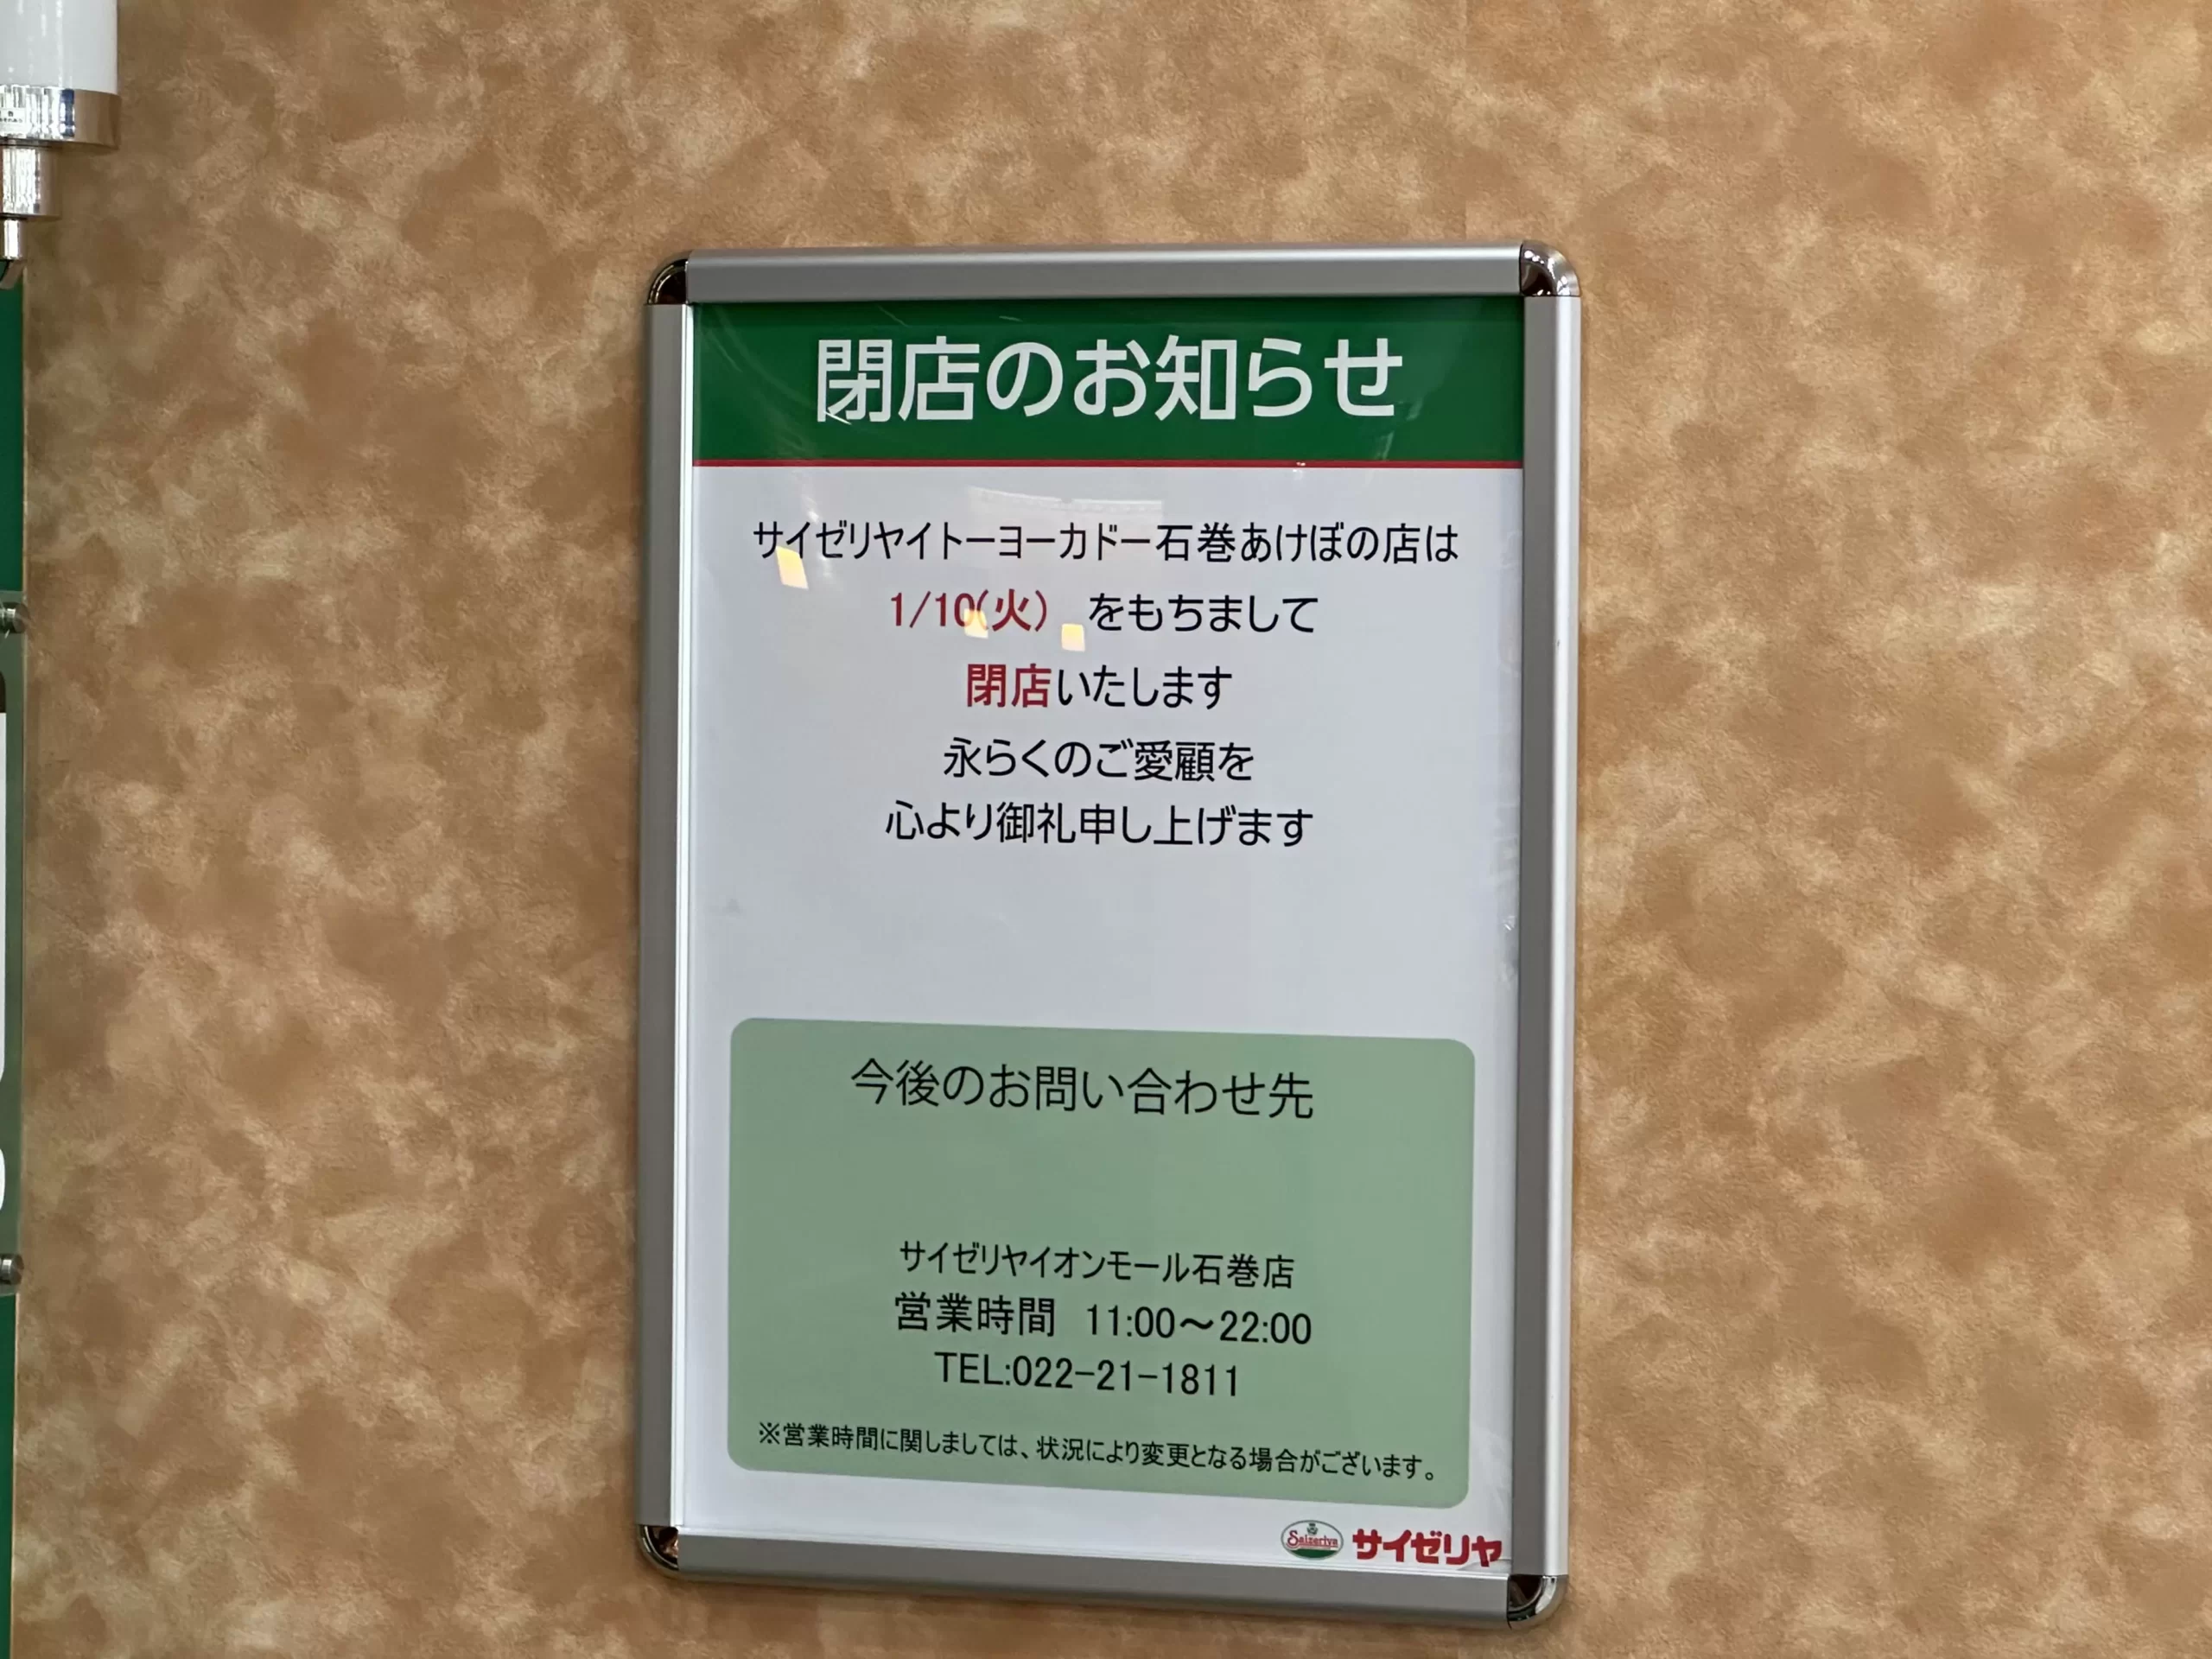 閉店のお知らせ
サイゼリヤイトーヨーカドー石巻あけぼの店は
1/10(火)　をもちまして
閉店いたします
永らくのご愛顧を
心より御礼申し上げます
今後のお問い合わせ先
サイゼリヤイオンモール石巻店
営業時間　11:00～22:00
TEL:022-21-1811
※営業時間に関しましては、状況により変更となる場合がございます。
Saizeriya サイゼリヤ